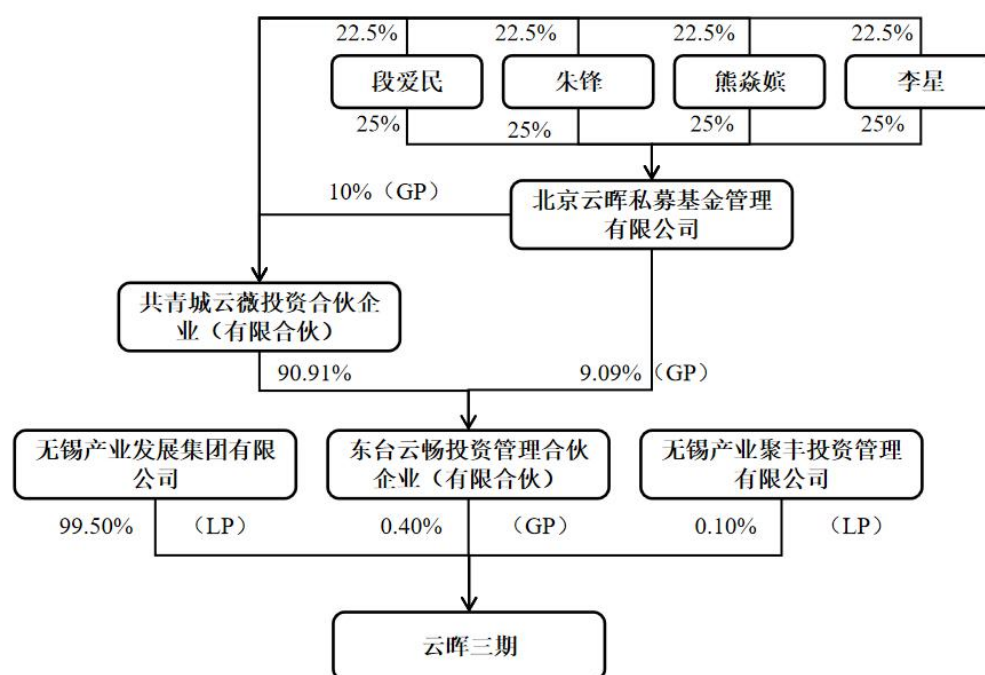 22.5%
22.5%
22.5%
22.5%
段爱民
朱锋
熊焱嫔
李星
25%
25%
25%
25%
10%（GP）
北京云晖私募基金管理
有限公司
共青城云薇投资合伙企
业（有限合伙）
90.91%
9.09%（GP）
无锡产业发展集团有限
公司
东台云畅投资管理合伙
企业（有限合伙）
无锡产业聚丰投资管理
有限公司
99.50%
（LP）
0.40%
（GP）
0.10%
（LP）
云晖三期